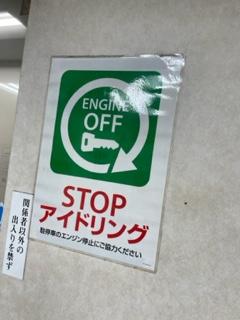 ENGINE
OFF
STOP
アイドリング
駐停車のエンジン停止にご協力ください
関係者以外の
出入りを禁ず